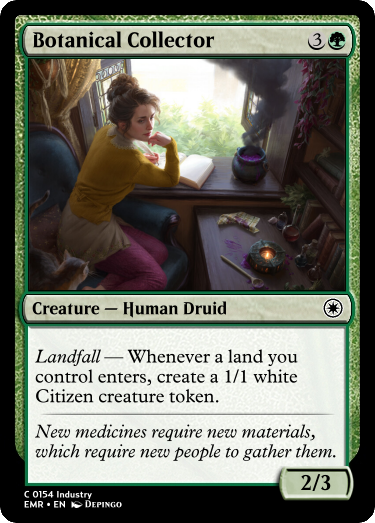 Botanical Collector 3
Creature — Human Druid
Landfall — Whenever a land you
control enters, create a 1/1 white
Citizen creature token.
New medicines require new materials,
which require new people to gather them.
2/3
C 0154 Industry
EMR • EN Depingo